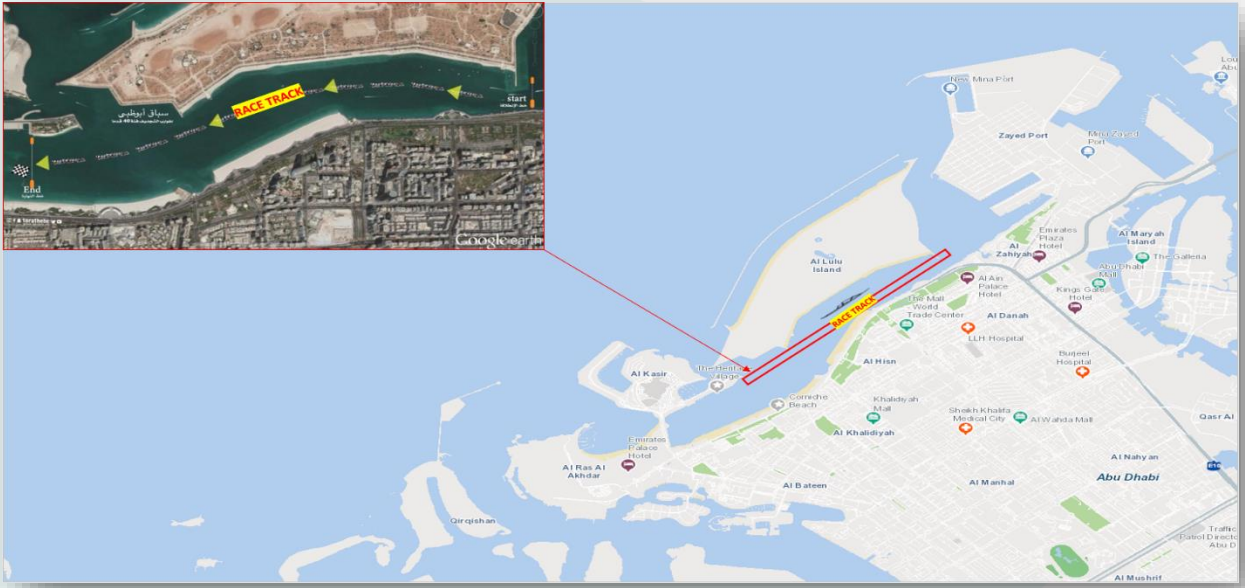 RACE TRACK
start
سباق أبوظبي
End
Google earth
New Mina Port
Zayed Port
Mina Zayed
Port
Al Maryah
Island
The Galleria
Emirates
Plaza
Hotel
Al
Zahiyah
Abu Dhabi
Mall
Al Lulu
Island
Al Ain
Palace
Hotel
Kings Gate
Hotel
RACE TRACK
The Mall
World
Trade Center
Al Danah
LLH Hospital
Burjeel
Hospital
Al Hisn
Al Kasir
The Herita
Village
Corniche
Beach
Khalidiyah
Mall
Sheikh Khalifa
Medical City
Al Wahda Mall
Qasr Al
Al Khalidiyah
Emirates
Palace
Hotel
Al Ras Al
Akhdar
Al Bateen
Al Manhal
Al Nahyan
Abu Dhabi
Qirqishan
Traffic
Patrol Director
Abu D
Al Mushrif